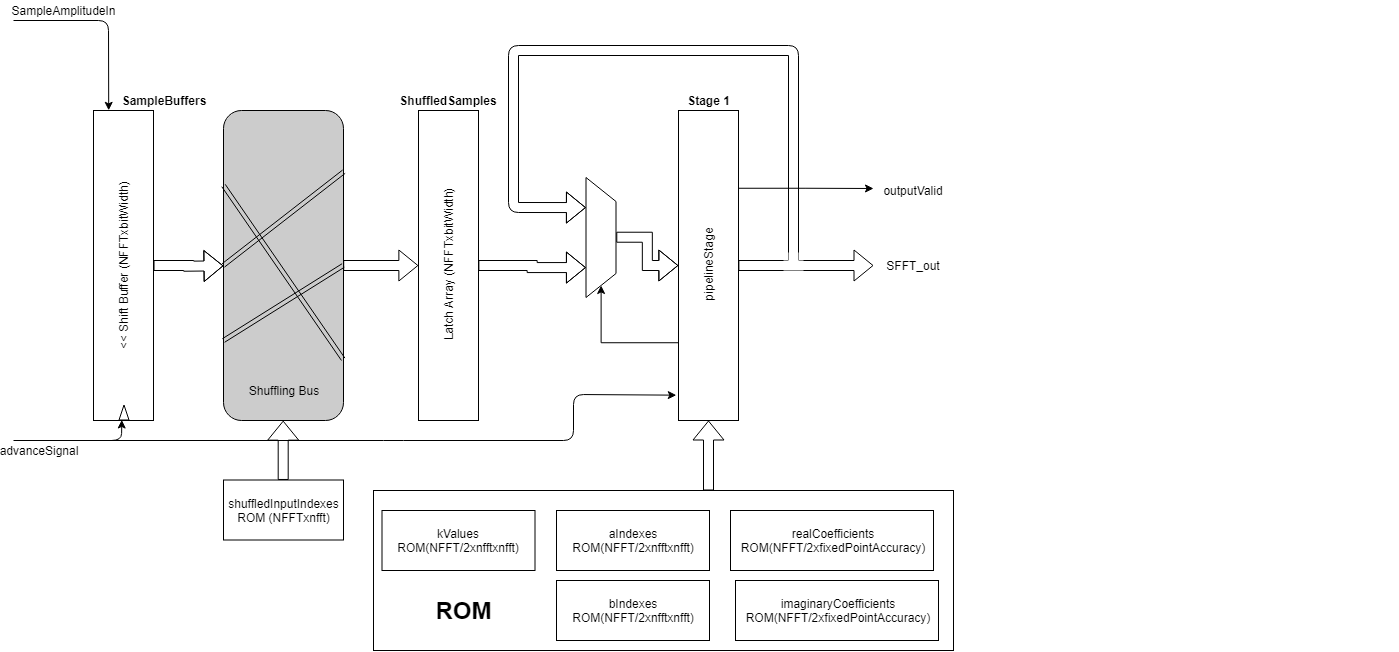 SampleAmplitudeIn
SampleBuffers
ShuffledSamples
Stage 1
<< Shift Buffer (NFFTxbitWidth)
Latch Array (NFFTxbitWidth)
pipelineStage
outputValid
SFFT_out
Shuffling Bus
advanceSignal
shuffledInputIndexes
ROM (NFFTxnfft)
kValues
ROM(NFFT/2xnfftxnfft)
aIndexes
ROM(NFFT/2xnfftxnfft)
realCoefficients
ROM(NFFT/2xfixedPointAccuracy)
ROM
bIndexes
ROM(NFFT/2xnfftxnfft)
imaginaryCoefficients
ROM(NFFT/2xfixedPointAccuracy)